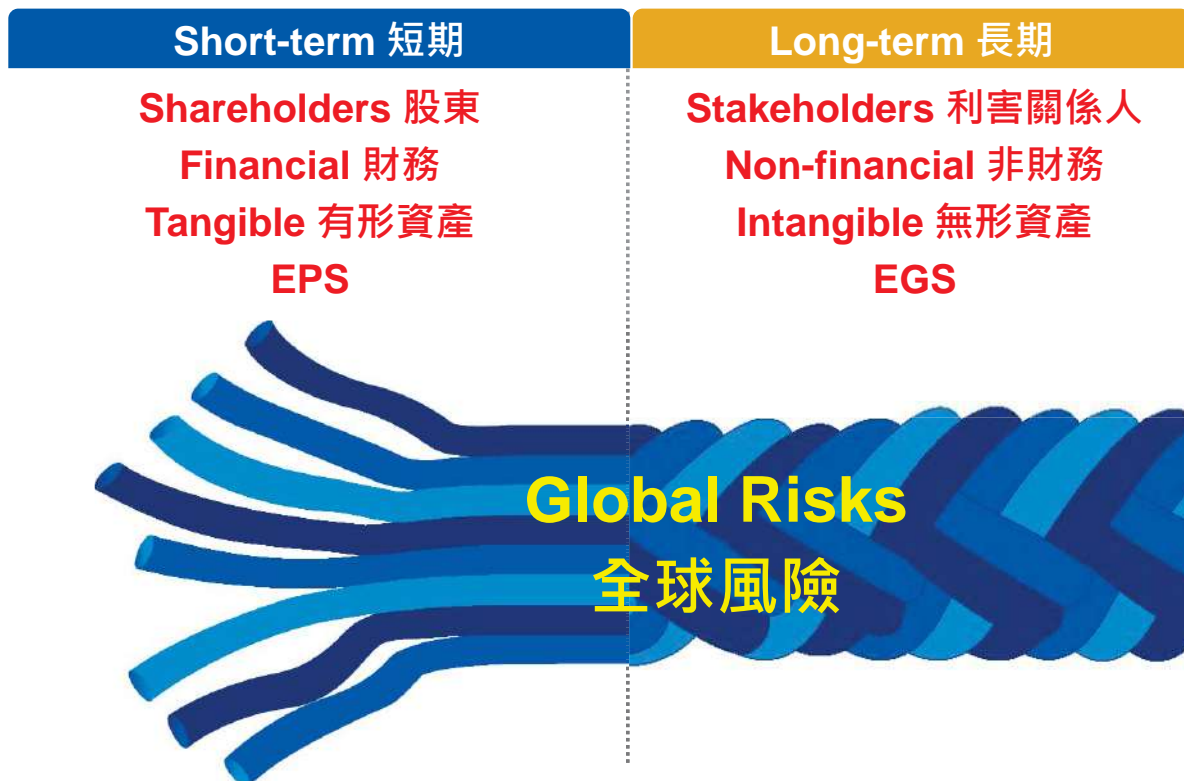 Short-term 短期
Long-term 長期
Shareholders 股東
Financial 財務
Tangible 有形資產
EPS
Stakeholders 利害關係人
Non-financial 非財務
Intangible 無形資產
EGS
Global Risks
全球風險